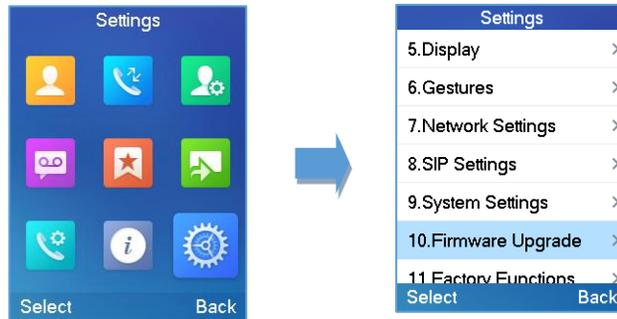 Settings
Select Back
Settings
5.Display
6.Gestures
7.Network Settings
8.SIP Settings
9.System Settings
10.Firmware Upgrade
11.Factory Functions
Select Back